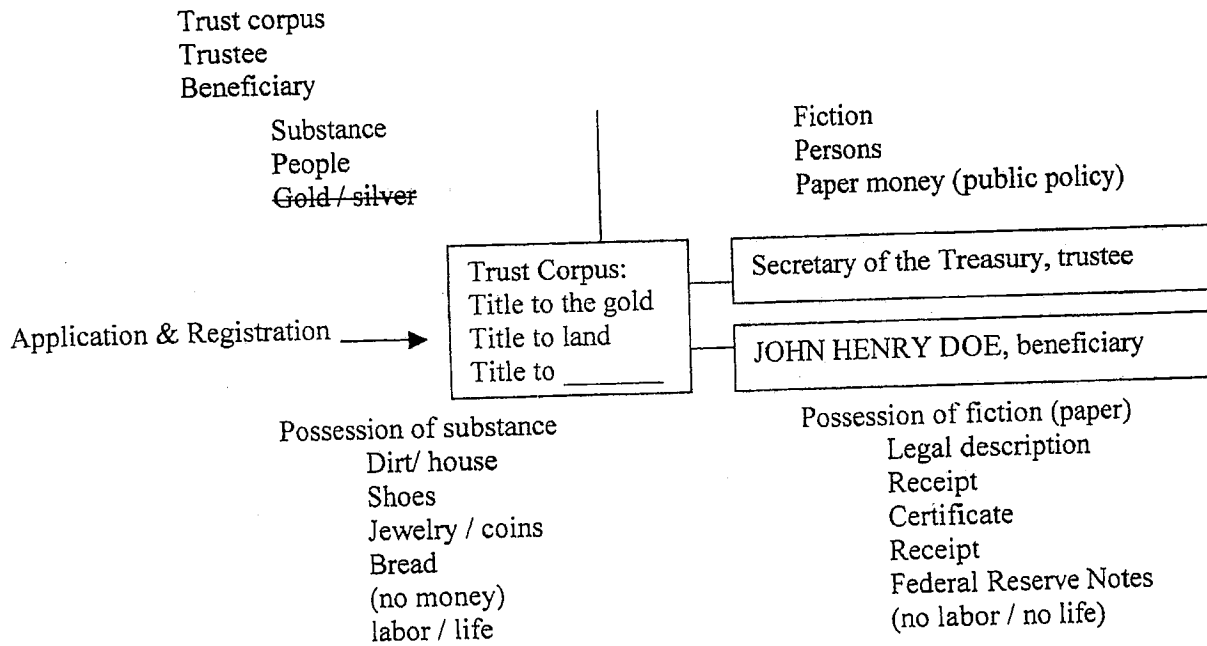 Trust corpus
Trustee
Beneficiary
Substance
People
Gold / silver
Fiction
Persons
Paper money (public policy)
Trust Corpus:
Title to the gold
Title to land
Title to ________
Secretary of the Treasury, trustee
JOHN HENRY DOE, beneficiary
Application & Registration
Possession of substance
Dirt/ house
Shoes
Jewelry / coins
Bread
(no money)
labor / life
Possession of fiction (paper)
Legal description
Receipt
Certificate
Receipt
Federal Reserve Notes
(no labor / no life)